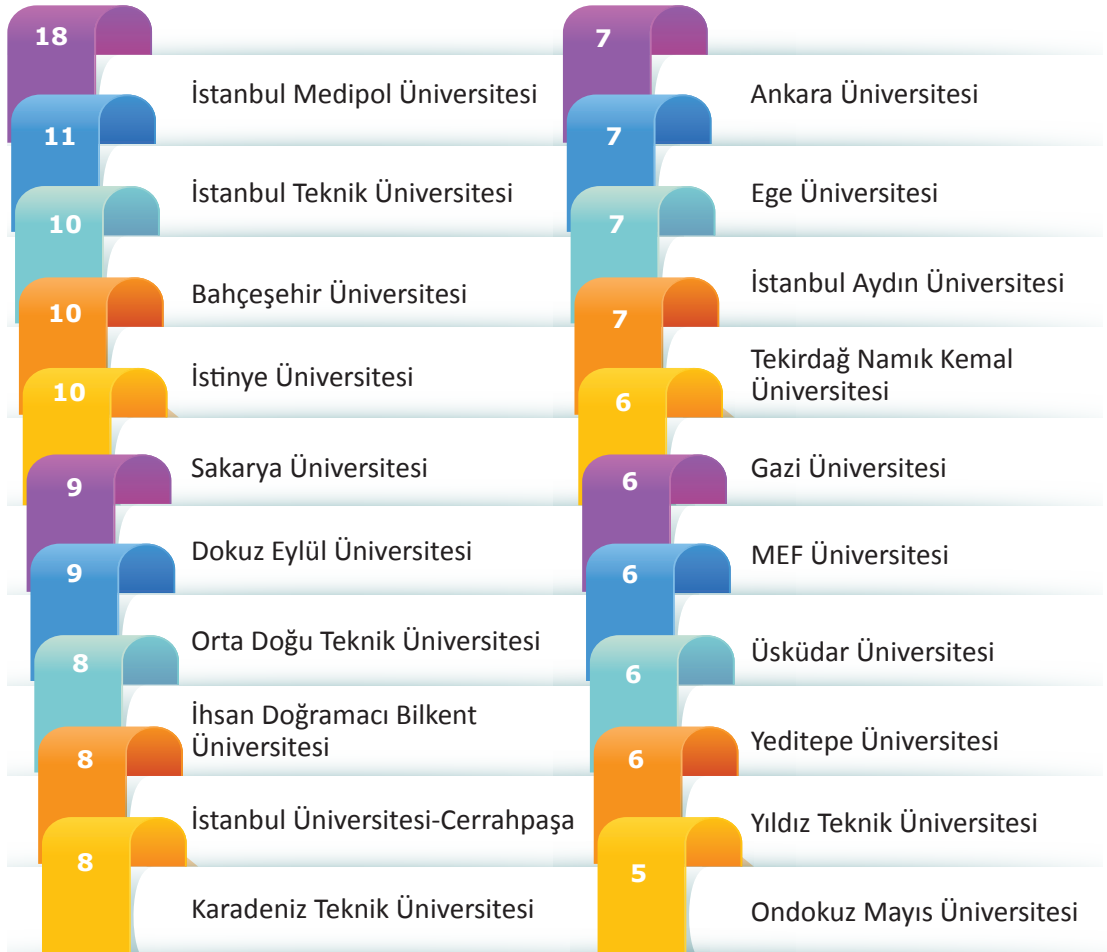 18
İstanbul Medipol Üniversitesi
11
İstanbul Teknik Üniversitesi
10
Bahçeşehir Üniversitesi
10
İstinye Üniversitesi
10
Sakarya Üniversitesi
9
Dokuz Eylül Üniversitesi
9
Orta Doğu Teknik Üniversitesi
8
İhsan Doğramacı Bilkent
Üniversitesi
8
İstanbul Üniversitesi-Cerrahpaşa
8
Karadeniz Teknik Üniversitesi
7
Ankara Üniversitesi
7
Ege Üniversitesi
7
İstanbul Aydın Üniversitesi
7
Tekirdağ Namık Kemal
Üniversitesi
6
Gazi Üniversitesi
6
MEF Üniversitesi
6
Üsküdar Üniversitesi
6
Yeditepe Üniversitesi
6
Yıldız Teknik Üniversitesi
5
Ondokuz Mayıs Üniversitesi